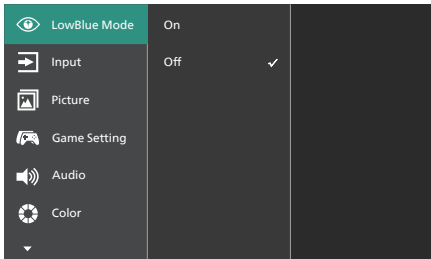 LowBlue Mode
Input
Picture
Game Setting
Audio
Color
On
Off